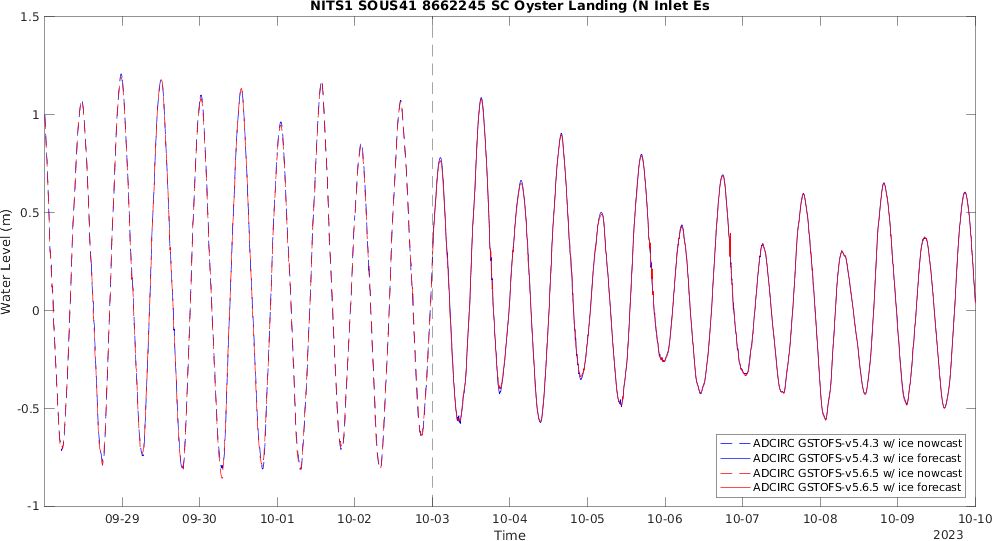 NITS1 SOUS41 8662245 SC Oyster Landing (N Inlet Es
1.5
1
0.5
0
-0.5
-1
Water Level (m)
09-29 09-30 10-01 10-02 10-03 10-04 10-05 10-06 10-07 10-08 10-09 10-10
Time
2023
ADCIRC GSTOFS-v5.4.3 w/ ice nowcast
ADCIRC GSTOFS-v5.4.3 w/ ice forecast
ADCIRC GSTOFS-v5.6.5 w/ ice nowcast
ADCIRC GSTOFS-v5.6.5 w/ ice forecast